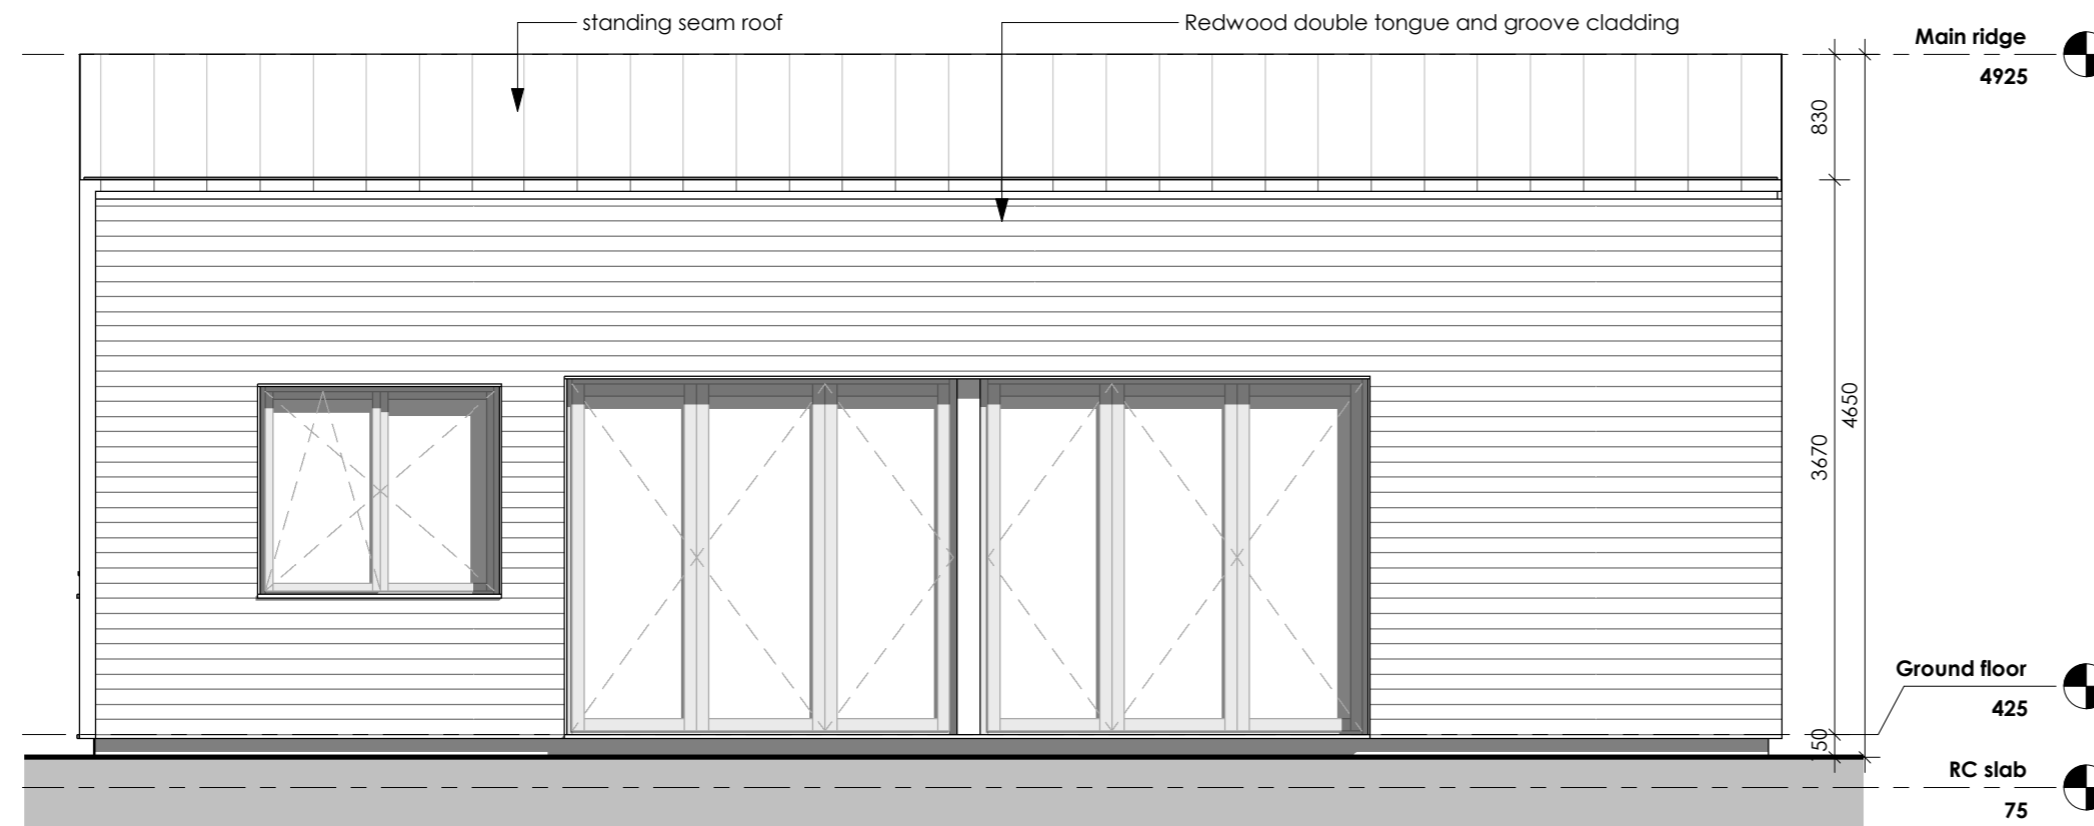 standing seam roof
Redwood double tongue and groove cladding
Main ridge
4925
830
4650
3670
Ground floor
425
150
RC slab
75